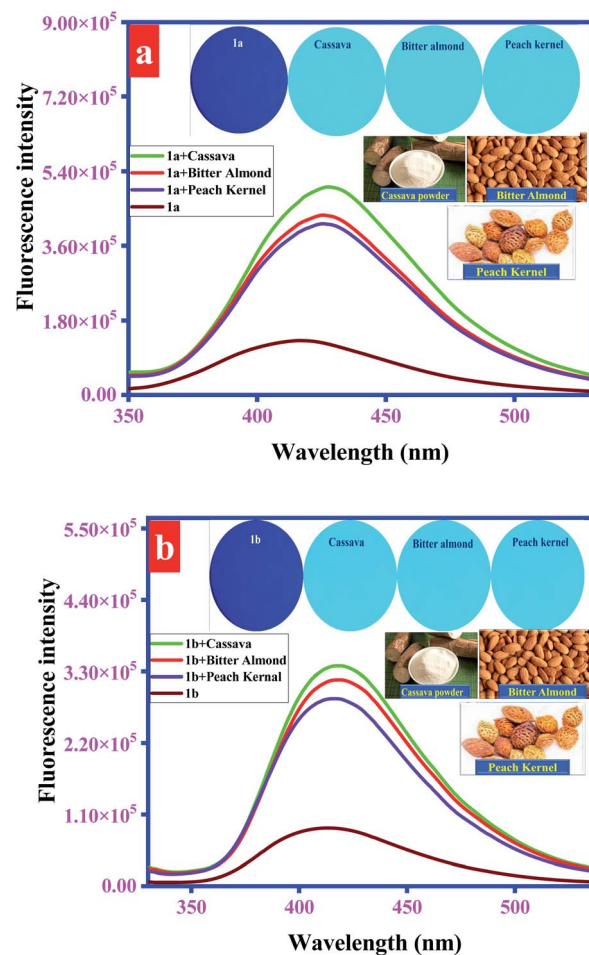 a
9.00×10⁵
7.20×10⁵
5.40×10⁵
3.60×10⁵
1.80×10⁵
0.00
Fluorescence intensity
1a
Cassava
Bitter almond
Peach kernel
1a+Cassava
1a+Bitter Almond
1a+Peach Kernel
1a
Cassava powder
Bitter Almond
Peach Kernel
350 400 450 500
Wavelength (nm)
b
5.50×10⁵
4.40×10⁵
3.30×10⁵
2.20×10⁵
1.10×10⁵
0.00
Fluorescence intensity
1b
Cassava
Bitter almond
Peach kernel
1b+Cassava
1b+Bitter Almond
1b+Peach Kernal
1b
Cassava powder
Bitter Almond
Peach Kernel
350 400 450 500
Wavelength (nm)